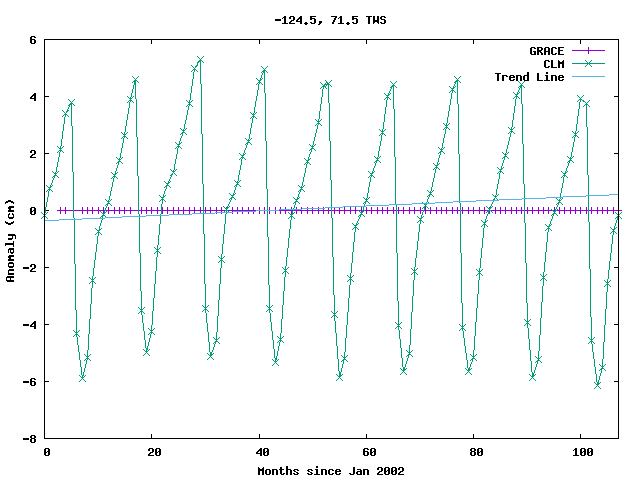 -124.5, 71.5 TWS
GRACE
CLM
Trend Line
6
4
2
0
-2
-4
-6
-8
Anomaly (cm)
0 20 40 60 80 100
Months since Jan 2002